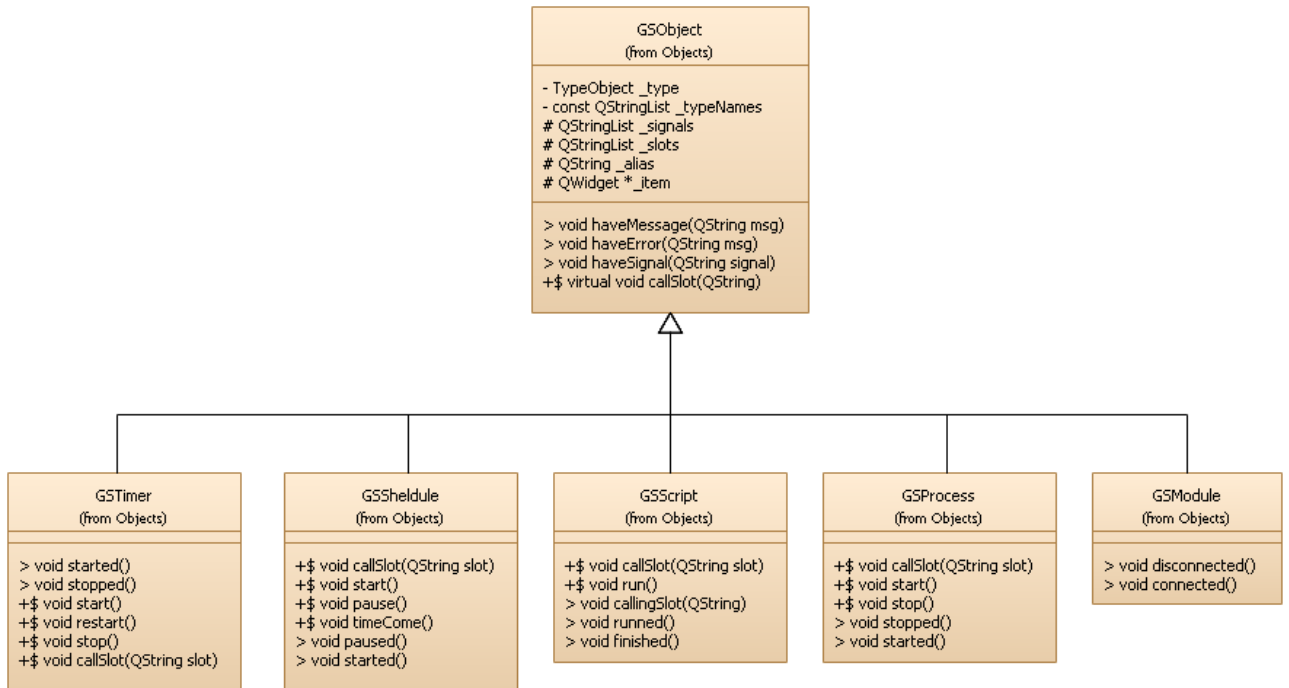 GSObject
(from Objects)
- TypeObject _type
- const QStringList _typeNames
# QStringList _signals
# QStringList _slots
# QString _alias
# QWidget *_item
> void haveMessage(QString msg)
> void haveError(QString msg)
> void haveSignal(QString signal)
+$ virtual void callSlot(QString)
GSTimer
(from Objects)
> void started()
> void stopped()
+$ void start()
+$ void restart()
+$ void stop()
+$ void callSlot(QString slot)
GSSheldule
(from Objects)
+$ void callSlot(QString slot)
+$ void start()
+$ void pause()
+$ void timeCome()
> void paused()
> void started()
GSScript
(from Objects)
+$ void callSlot(QString slot)
+$ void run()
> void callingSlot(QString)
> void runned()
> void finished()
GSProcess
(from Objects)
+$ void callSlot(QString slot)
+$ void start()
+$ void stop()
> void stopped()
> void started()
GSModule
(from Objects)
> void disconnected()
> void connected()